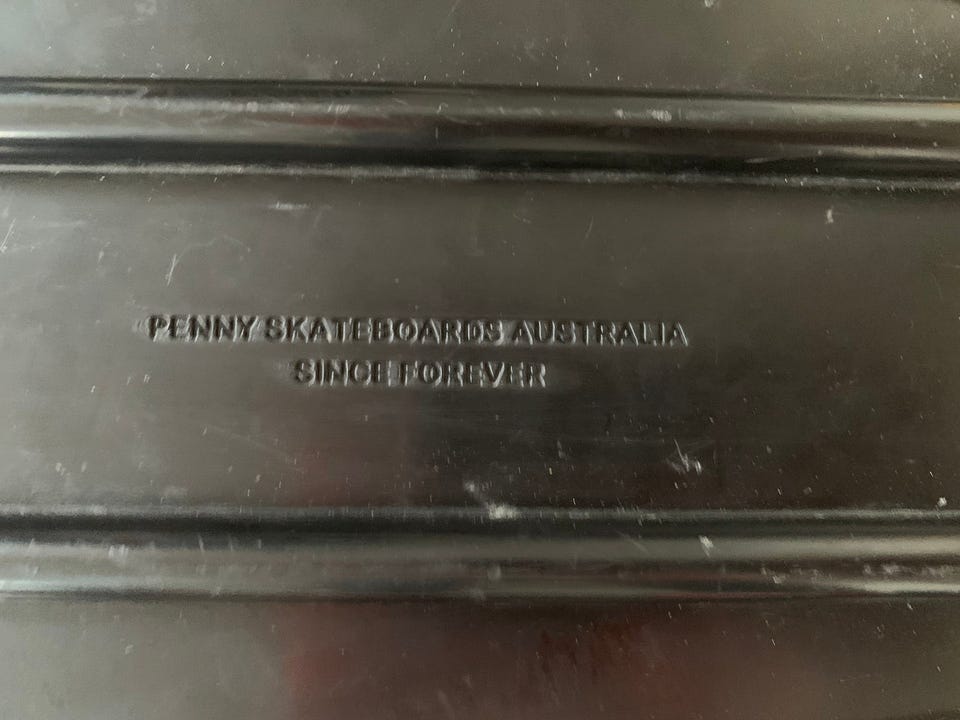 PENNY SKATEBOARDS AUSTRALIA
SINCE FOREVER